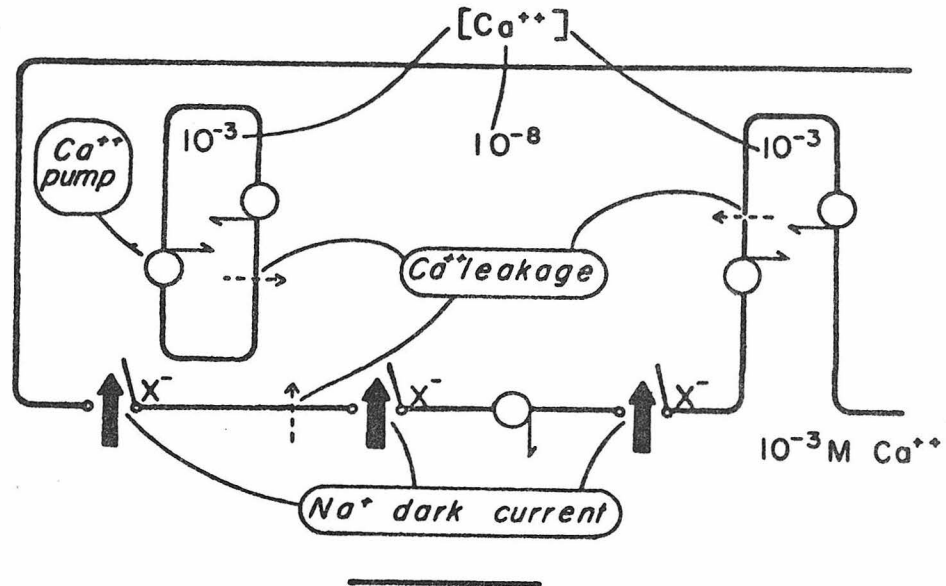 [Ca⁺⁺]
10⁻³
10⁻⁸
10⁻³
Ca⁺⁺
pump
Ca⁺⁺ leakage
X⁻
X⁻
X⁻
10⁻³M Ca⁺⁺
Na⁺ dark current